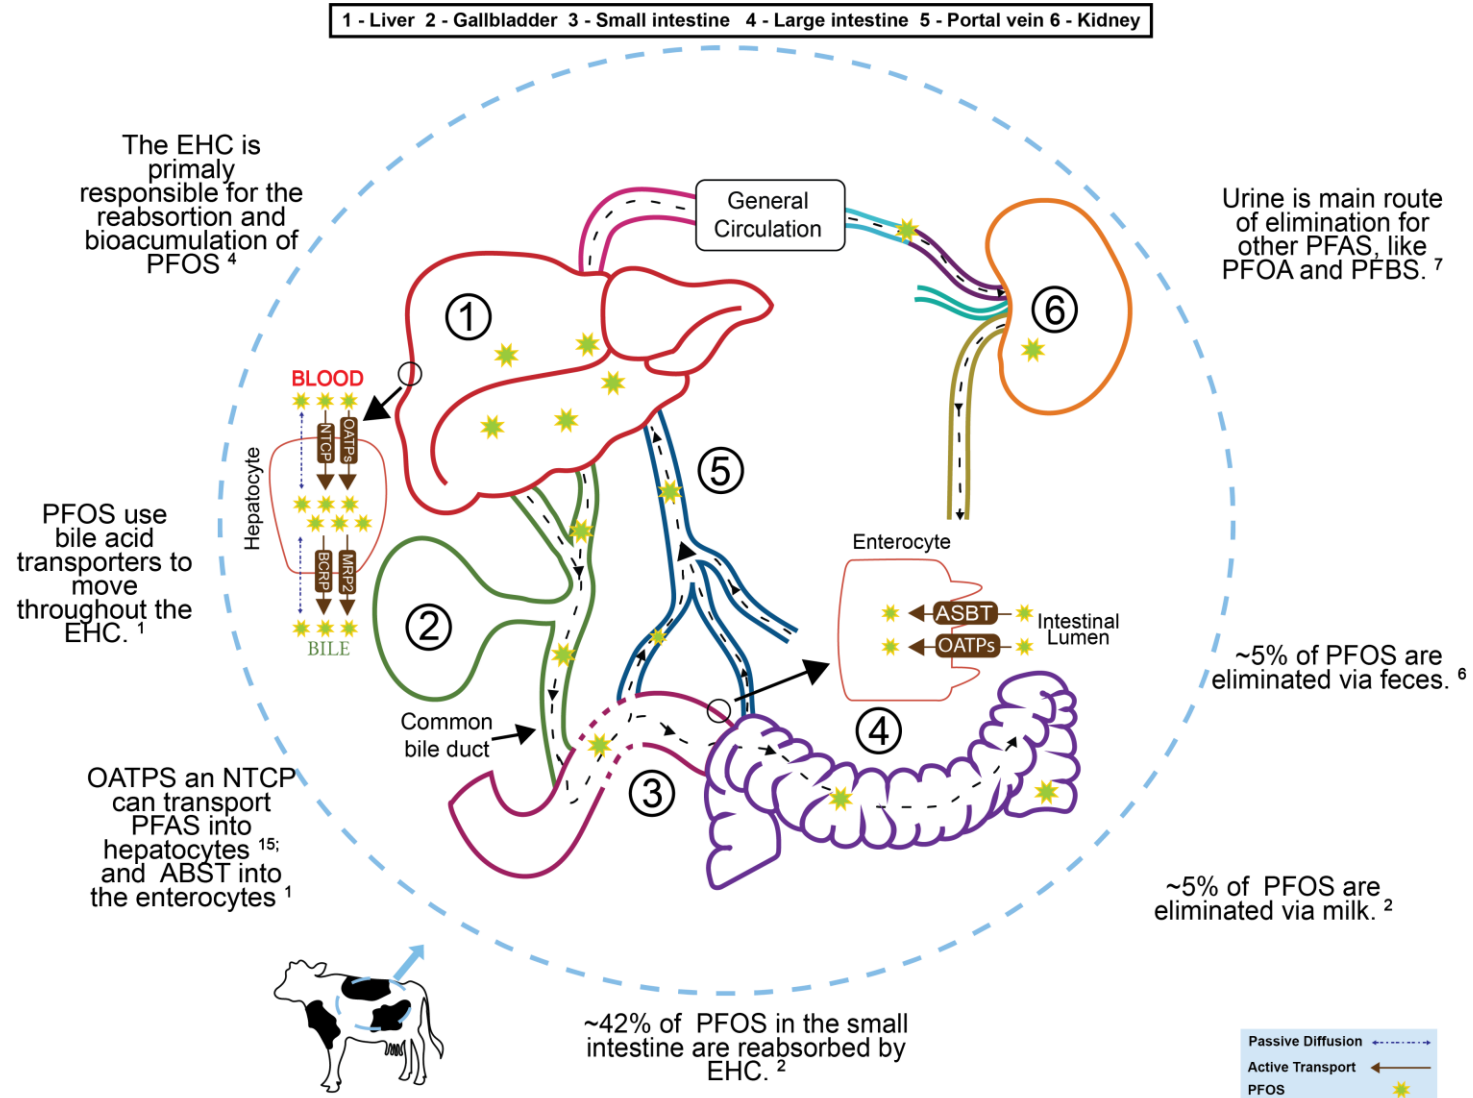 1 - Liver 2 - Gallbladder 3 - Small intestine 4 - Large intestine 5 - Portal vein 6 - Kidney
The EHC is
primaly
responsible for the
reabsortion and
bioacumulation of
PFOS 4
General
Circulation
Urine is main route
of elimination for
other PFAS, like
PFOA and PFBS. 7
1
6
BLOOD
NTCP
OATPs
Hepatocyte
BCRP
MRP2
BILE
5
PFOS use
bile acid
transporters to
move
throughout the
EHC. 1
2
Enterocyte
ASBT
OATPs
Intestinal
Lumen
~5% of PFOS are
eliminated via feces. 6
Common
bile duct
4
3
OATPS an NTCP
can transport
PFAS into
hepatocytes 15;
and ABST into
the enterocytes 1
~5% of PFOS are
eliminated via milk. 2
~42% of PFOS in the small
intestine are reabsorbed by
EHC. 2
Passive Diffusion
Active Transport
PFOS